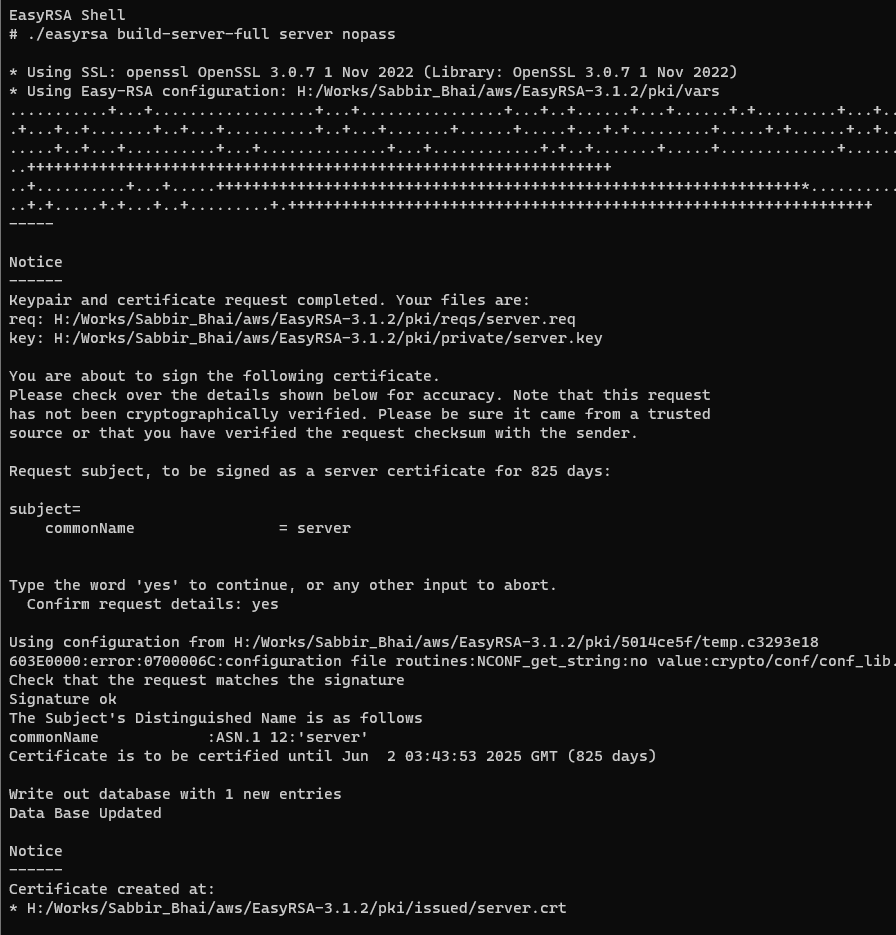 EasyRSA Shell
# ./easyrsa build-server-full server nopass
* Using SSL: openssl OpenSSL 3.0.7 1 Nov 2022 (Library: OpenSSL 3.0.7 1 Nov 2022)
* Using Easy-RSA configuration: H:/Works/Sabbir_Bhai/aws/EasyRSA-3.1.2/pki/vars
-----
Notice
------
Keypair and certificate request completed. Your files are:
req: H:/Works/Sabbir_Bhai/aws/EasyRSA-3.1.2/pki/reqs/server.req
key: H:/Works/Sabbir_Bhai/aws/EasyRSA-3.1.2/pki/private/server.key
You are about to sign the following certificate.
Please check over the details shown below for accuracy. Note that this request
has not been cryptographically verified. Please be sure it came from a trusted
source or that you have verified the request checksum with the sender.
Request subject, to be signed as a server certificate for 825 days:
subject=
    commonName                = server
Type the word 'yes' to continue, or any other input to abort.
  Confirm request details: yes
Using configuration from H:/Works/Sabbir_Bhai/aws/EasyRSA-3.1.2/pki/5014ce5f/temp.c3293e18
603E0000:error:0700006C:configuration file routines:NCONF_get_string:no value:crypto/conf/conf_lib.
Check that the request matches the signature
Signature ok
The Subject's Distinguished Name is as follows
commonName            :ASN.1 12:'server'
Certificate is to be certified until Jun  2 03:43:53 2025 GMT (825 days)
Write out database with 1 new entries
Data Base Updated
Notice
------
Certificate created at:
* H:/Works/Sabbir_Bhai/aws/EasyRSA-3.1.2/pki/issued/server.crt